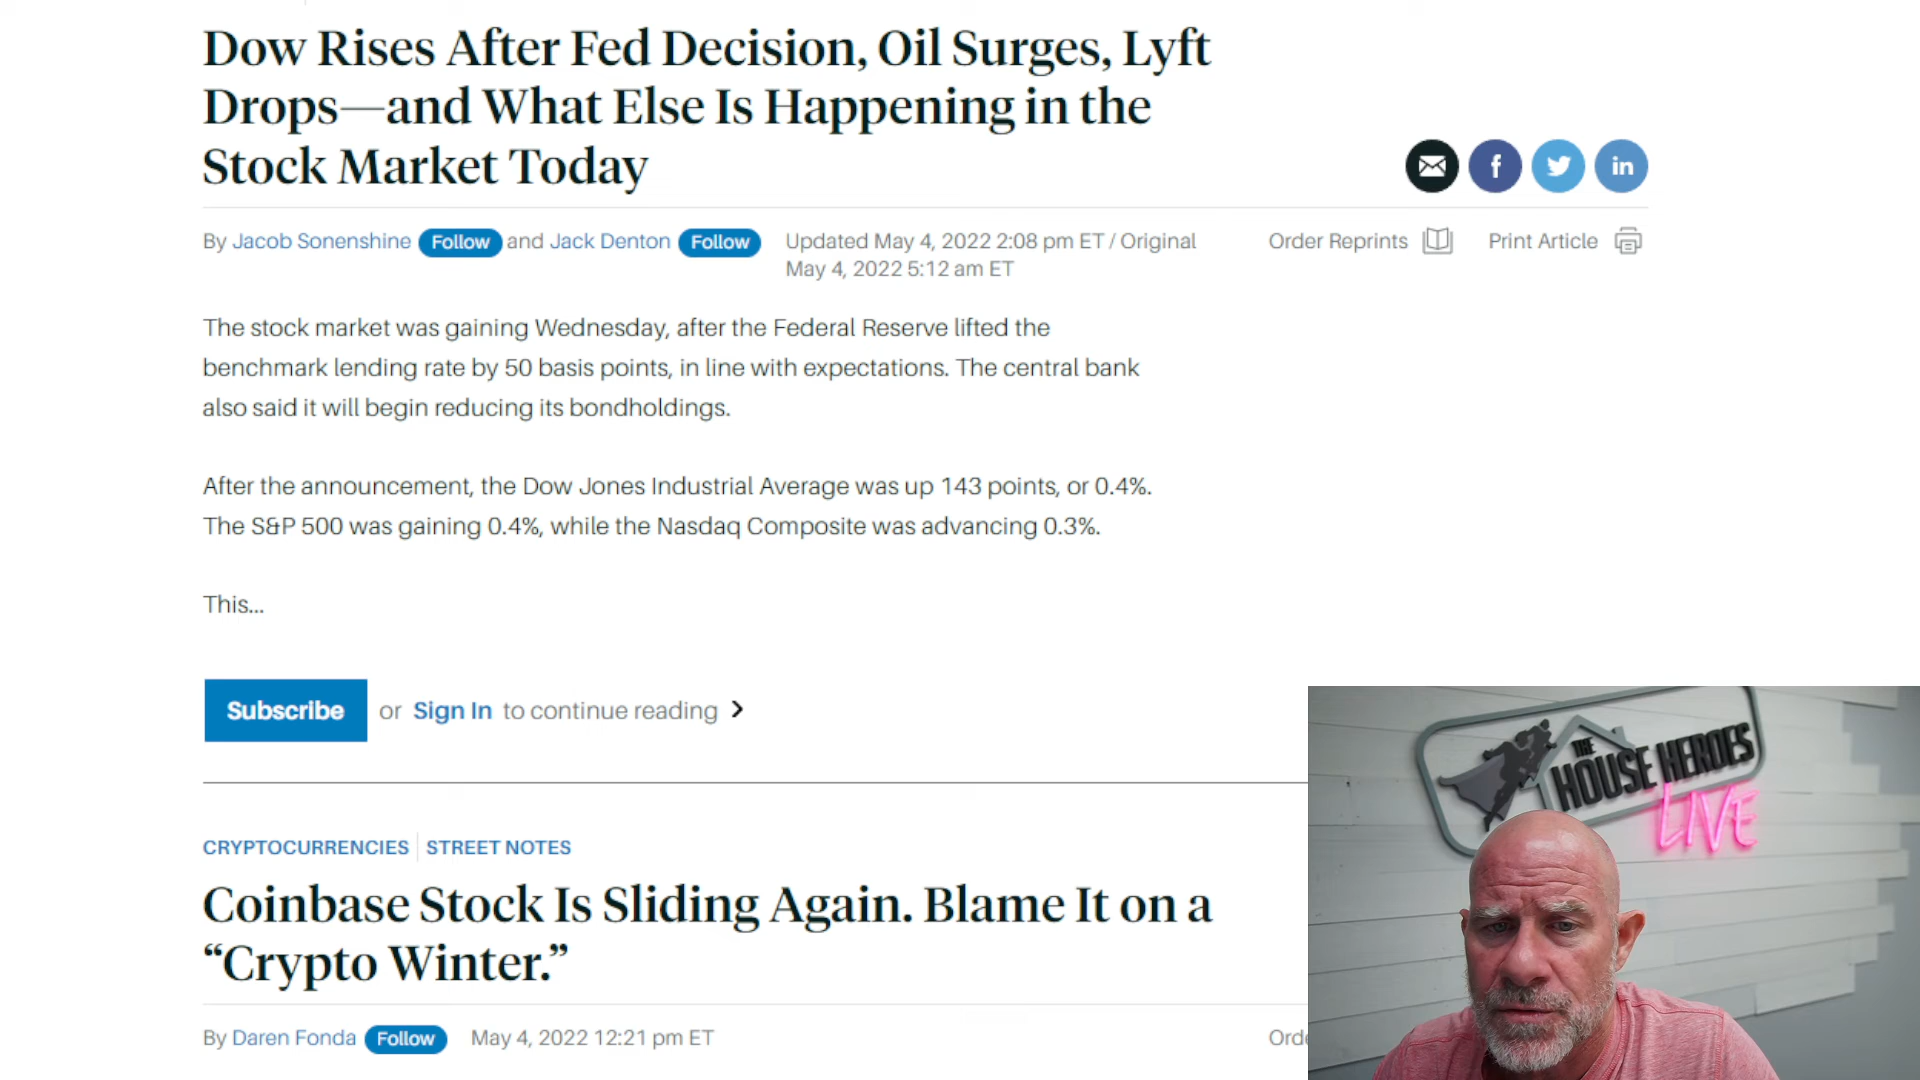 Dow Rises After Fed Decision, Oil Surges, Lyft
Drops—and What Else Is Happening in the
Stock Market Today
By Jacob Sonenshine Follow and Jack Denton Follow
Updated May 4, 2022 2:08 pm ET / Original
May 4, 2022 5:12 am ET
Order Reprints
Print Article
The stock market was gaining Wednesday, after the Federal Reserve lifted the
benchmark lending rate by 50 basis points, in line with expectations. The central bank
also said it will begin reducing its bondholdings.
After the announcement, the Dow Jones Industrial Average was up 143 points, or 0.4%.
The S&P 500 was gaining 0.4%, while the Nasdaq Composite was advancing 0.3%.
This...
Subscribe or Sign In to continue reading
CRYPTOCURRENCIES STREET NOTES
Coinbase Stock Is Sliding Again. Blame It on a
“Crypto Winter.”
By Daren Fonda Follow May 4, 2022 12:21 pm ET
THE
HOUSE HEROES
LIVE